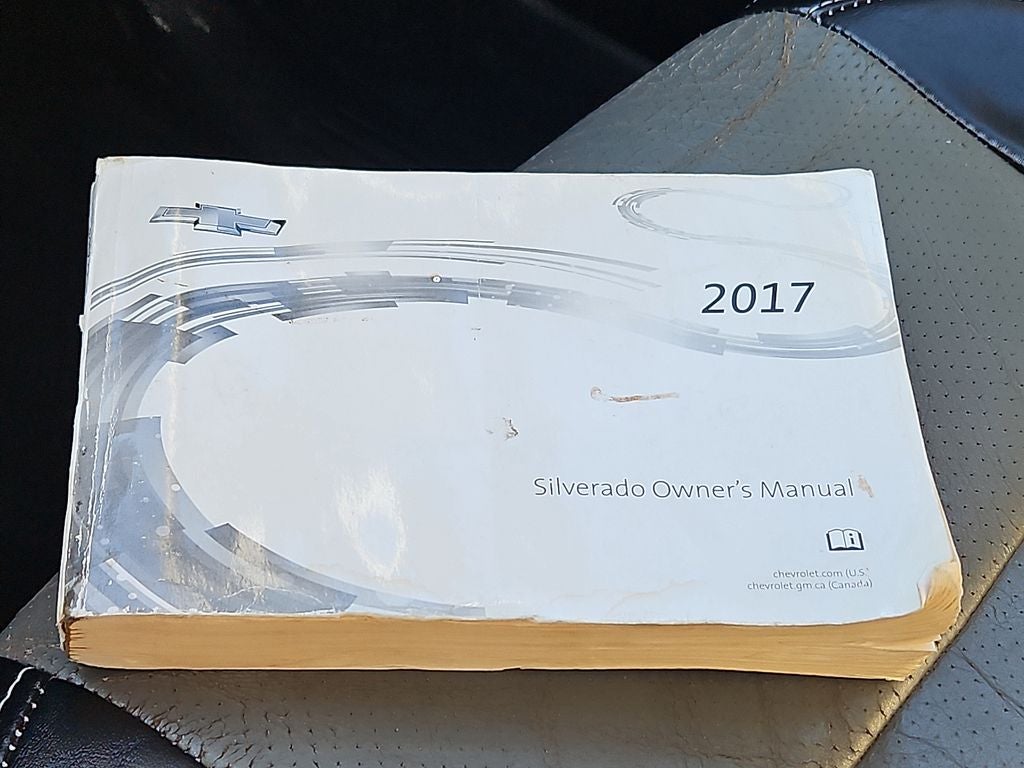 2017
Silverado Owner's Manual
chevrolet.com (U.S.
chevrolet.gm.ca (Canada)